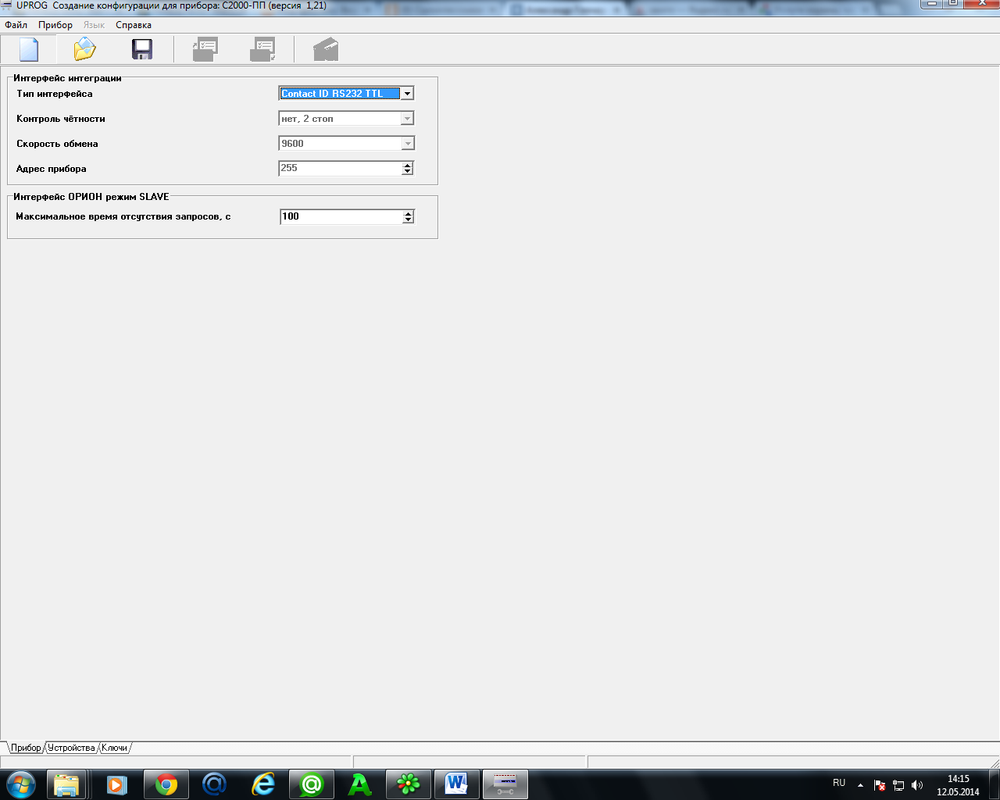 UPROG Создание конфигурации для прибора: С2000-ПП (версия 1,21)
Файл Прибор Язык Справка
Интерфейс интеграции
Тип интерфейса Contact ID RS232 TTL
Контроль чётности нет, 2 стоп
Скорость обмена 9600
Адрес прибора 255
Интерфейс ОРИОН режим SLAVE
Максимальное время отсутствия запросов, с 100
Прибор Устройства Ключи
RU 14:15
12.05.2014